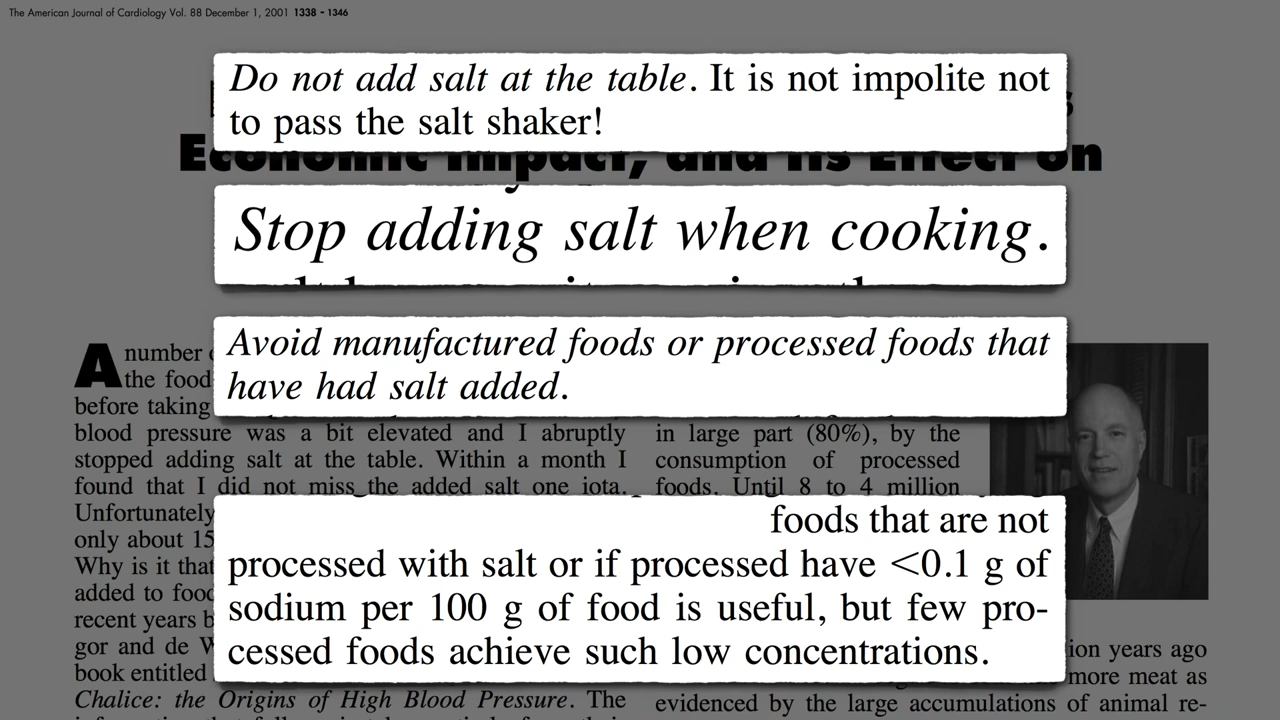 The American Journal of Cardiology Vol. 88 December 1, 2001 1338 - 1346
Do not add salt at the table. It is not impolite not
to pass the salt shaker!
Economic Impact, and Its Effect on
Stop adding salt when cooking.
Avoid manufactured foods or processed foods that
have had salt added.
A number
the food
before taking
blood pressure was a bit elevated and I abruptly
stopped adding salt at the table. Within a month I
found that I did not miss the added salt one iota.
Unfortunately
only about 15
Why is it that
added to food
recent years b
gor and de W
book entitled
Chalice: the Origins of High Blood Pressure. The
in large part (80%), by the
consumption of processed
foods. Until 8 to 4 million
foods that are not
processed with salt or if processed have <0.1 g of
sodium per 100 g of food is useful, but few pro-
cessed foods achieve such low concentrations.
ion years ago
more meat as
evidenced by the large accumulations of animal re-